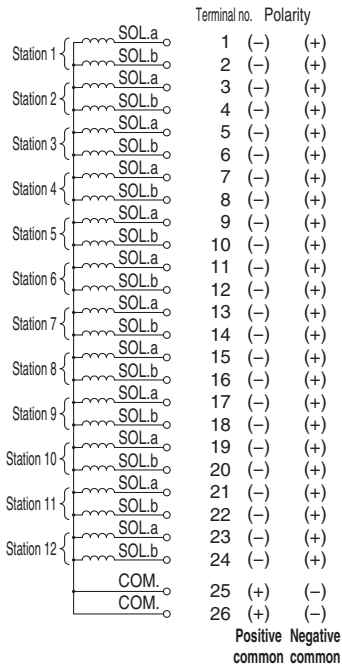 Terminal no. Polarity
Station 1 SOL.a 1 (–) (+)
SOL.b 2 (–) (+)
Station 2 SOL.a 3 (–) (+)
SOL.b 4 (–) (+)
Station 3 SOL.a 5 (–) (+)
SOL.b 6 (–) (+)
Station 4 SOL.a 7 (–) (+)
SOL.b 8 (–) (+)
Station 5 SOL.a 9 (–) (+)
SOL.b 10 (–) (+)
Station 6 SOL.a 11 (–) (+)
SOL.b 12 (–) (+)
Station 7 SOL.a 13 (–) (+)
SOL.b 14 (–) (+)
Station 8 SOL.a 15 (–) (+)
SOL.b 16 (–) (+)
Station 9 SOL.a 17 (–) (+)
SOL.b 18 (–) (+)
Station 10 SOL.a 19 (–) (+)
SOL.b 20 (–) (+)
Station 11 SOL.a 21 (–) (+)
SOL.b 22 (–) (+)
Station 12 SOL.a 23 (–) (+)
SOL.b 24 (–) (+)
COM. 25 (+) (–)
COM. 26 (+) (–)
Positive Negative
common common